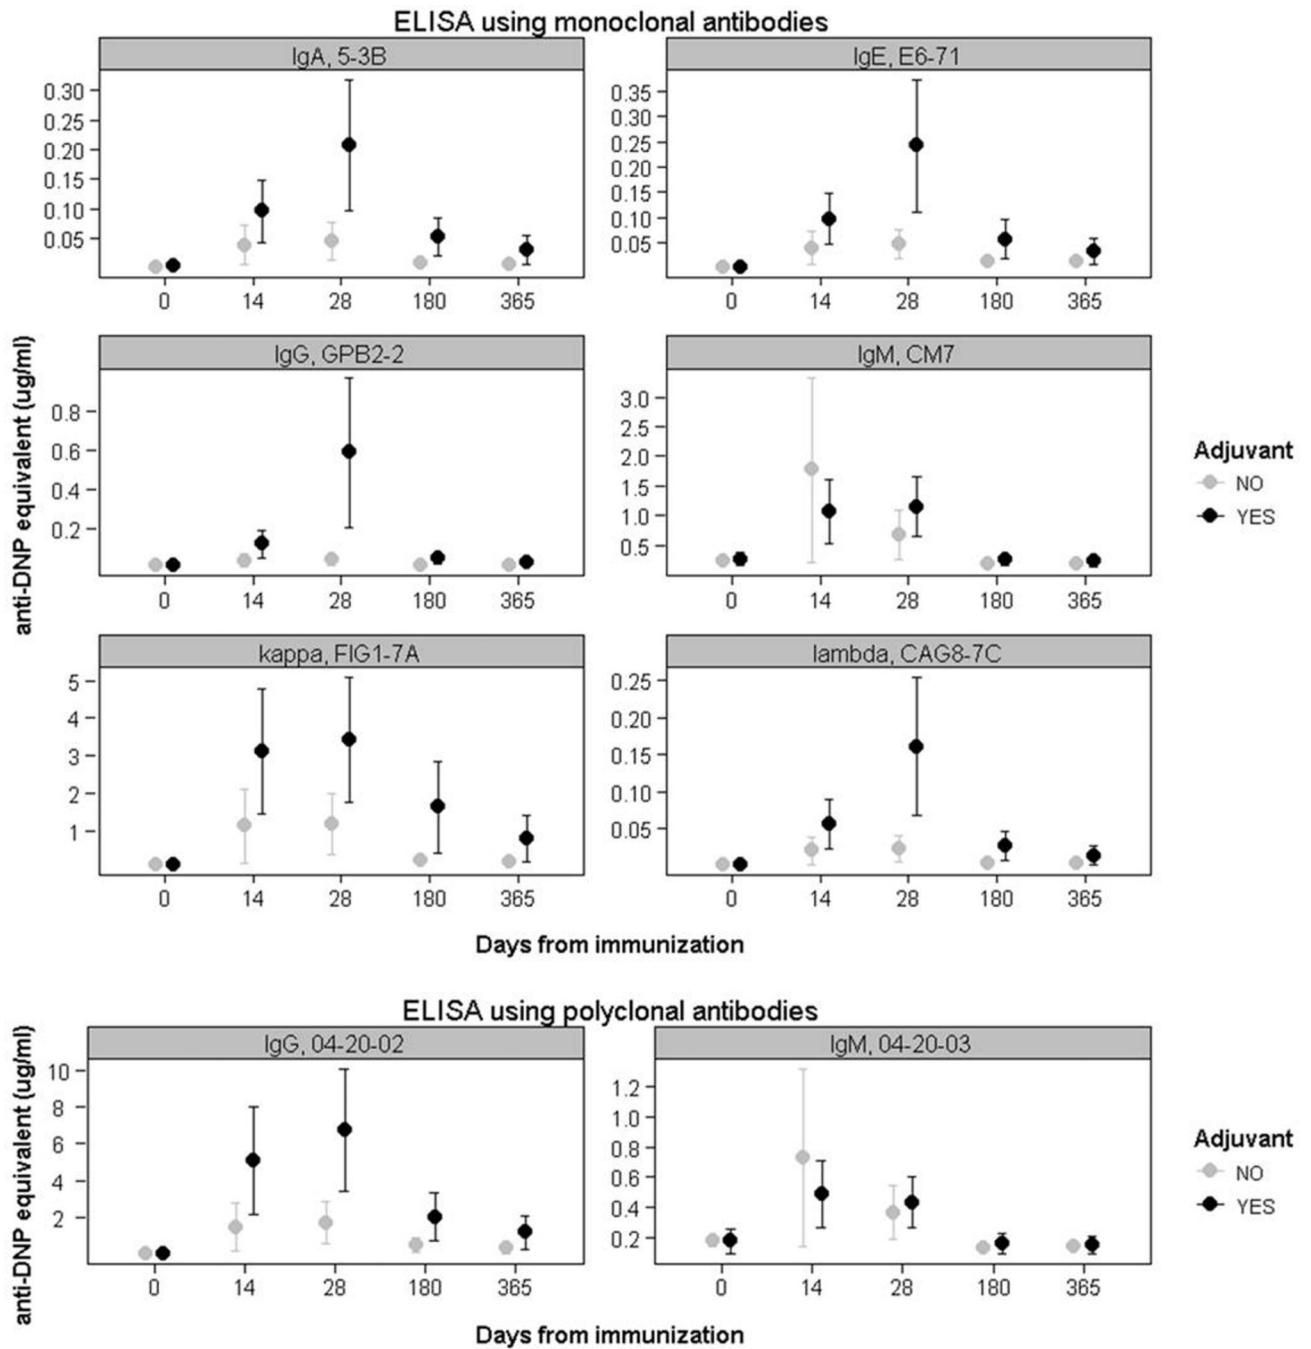 ELISA using monoclonal antibodies
IgA, 5-3B
IgE, E6-71
0.30
0.25
0.20
0.15
0.10
0.05
0 14 28 180 365
0.35
0.30
0.25
0.20
0.15
0.10
0.05
0 14 28 180 365
anti-DNP equivalent (ug/ml)
IgG, GPB2-2
IgM, CM7
0.8
0.6
0.4
0.2
0 14 28 180 365
3.0
2.5
2.0
1.5
1.0
0.5
0 14 28 180 365
Adjuvant
NO
YES
kappa, FIG1-7A
lambda, CAG8-7C
5
4
3
2
1
0 14 28 180 365
0.25
0.20
0.15
0.10
0.05
0 14 28 180 365
Days from immunization
ELISA using polyclonal antibodies
anti-DNP equivalent (ug/ml)
IgG, 04-20-02
IgM, 04-20-03
10
8
6
4
2
0 14 28 180 365
1.2
1.0
0.8
0.6
0.4
0.2
0 14 28 180 365
Adjuvant
NO
YES
Days from immunization